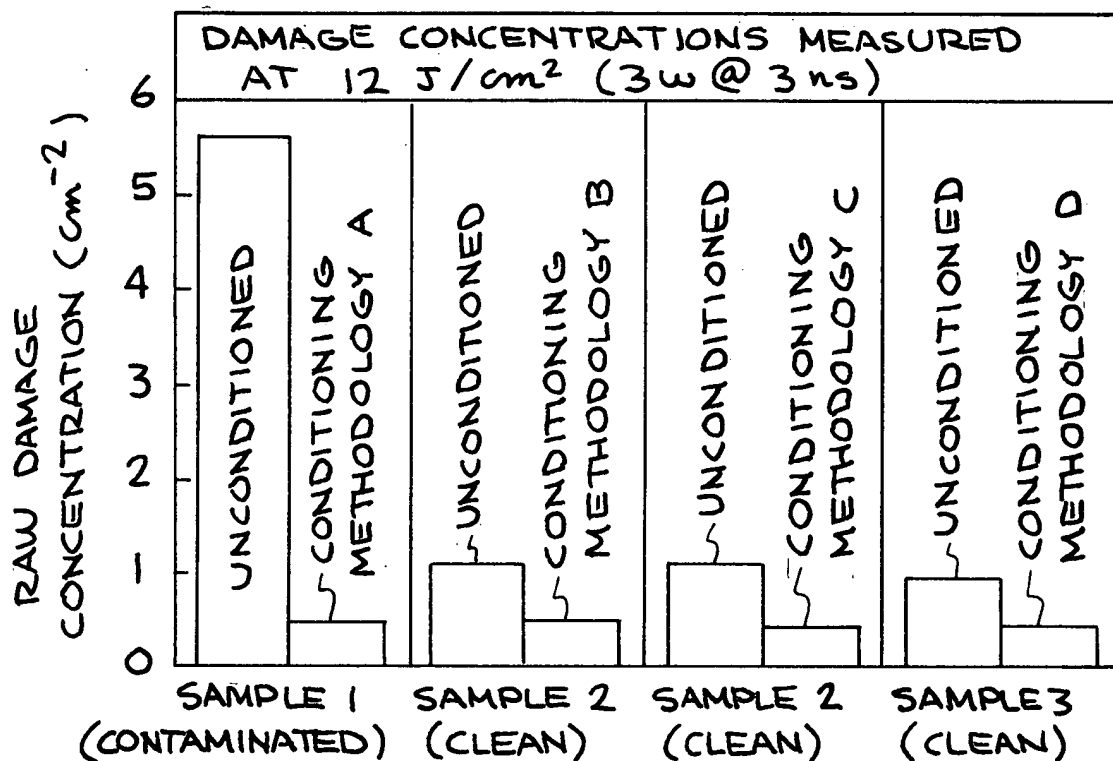 DAMAGE CONCENTRATIONS MEASURED
AT 12 J/cm² (3ω @ 3 ns)
RAW DAMAGE
CONCENTRATION (cm⁻²)
6
5
4
3
2
1
0
UNCONDITIONED
CONDITIONING
METHODOLOGY A
UNCONDITIONED
CONDITIONING
METHODOLOGY B
UNCONDITIONED
CONDITIONING
METHODOLOGY C
UNCONDITIONED
CONDITIONING
METHODOLOGY D
SAMPLE 1
(CONTAMINATED)
SAMPLE 2
(CLEAN)
SAMPLE 2
(CLEAN)
SAMPLE 3
(CLEAN)